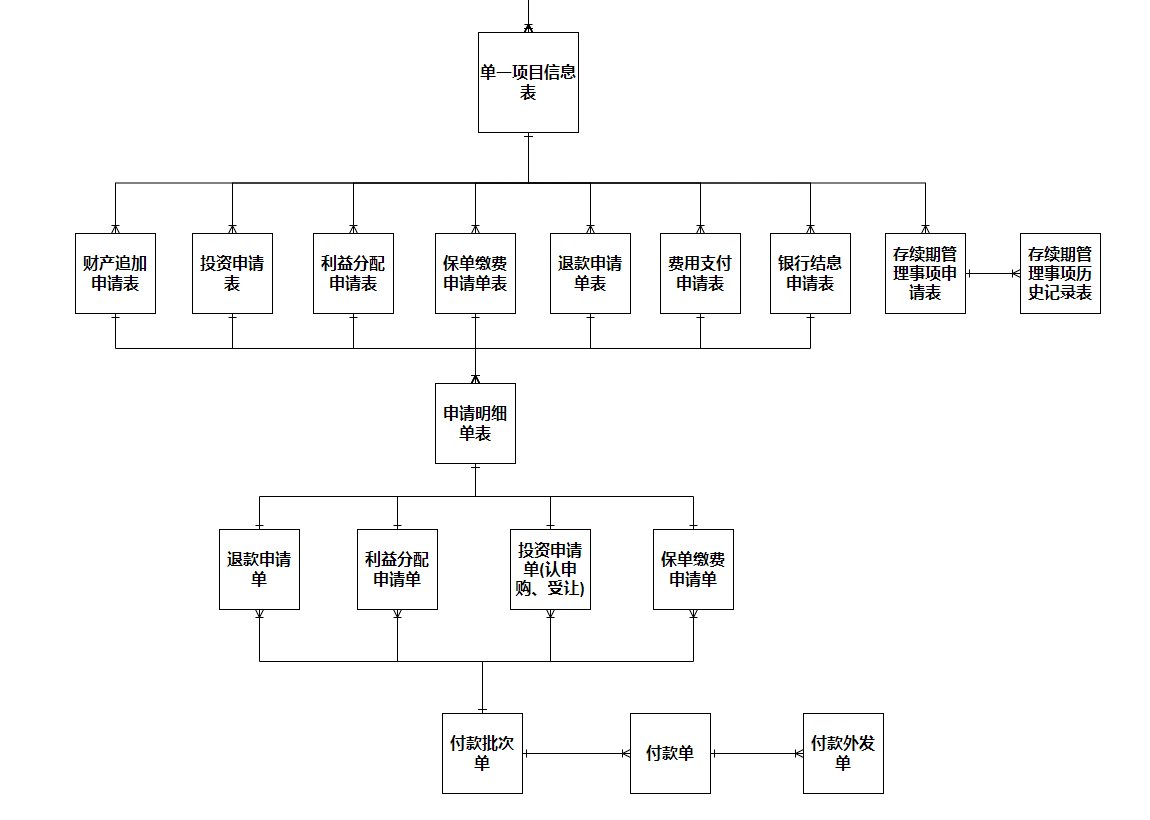 单一项目信息
表
财产追加
申请表
投资申请
表
利益分配
申请表
保单缴费
申请单表
退款申请
单表
费用支付
申请表
银行结息
申请表
存续期管
理事项申
请表
存续期管
理事项历
史记录表
申请明细
单表
退款申请
单
利益分配
申请单
投资申请
单(认申
购、受让)
保单缴费
申请单
付款批次
单
付款单
付款外发
单